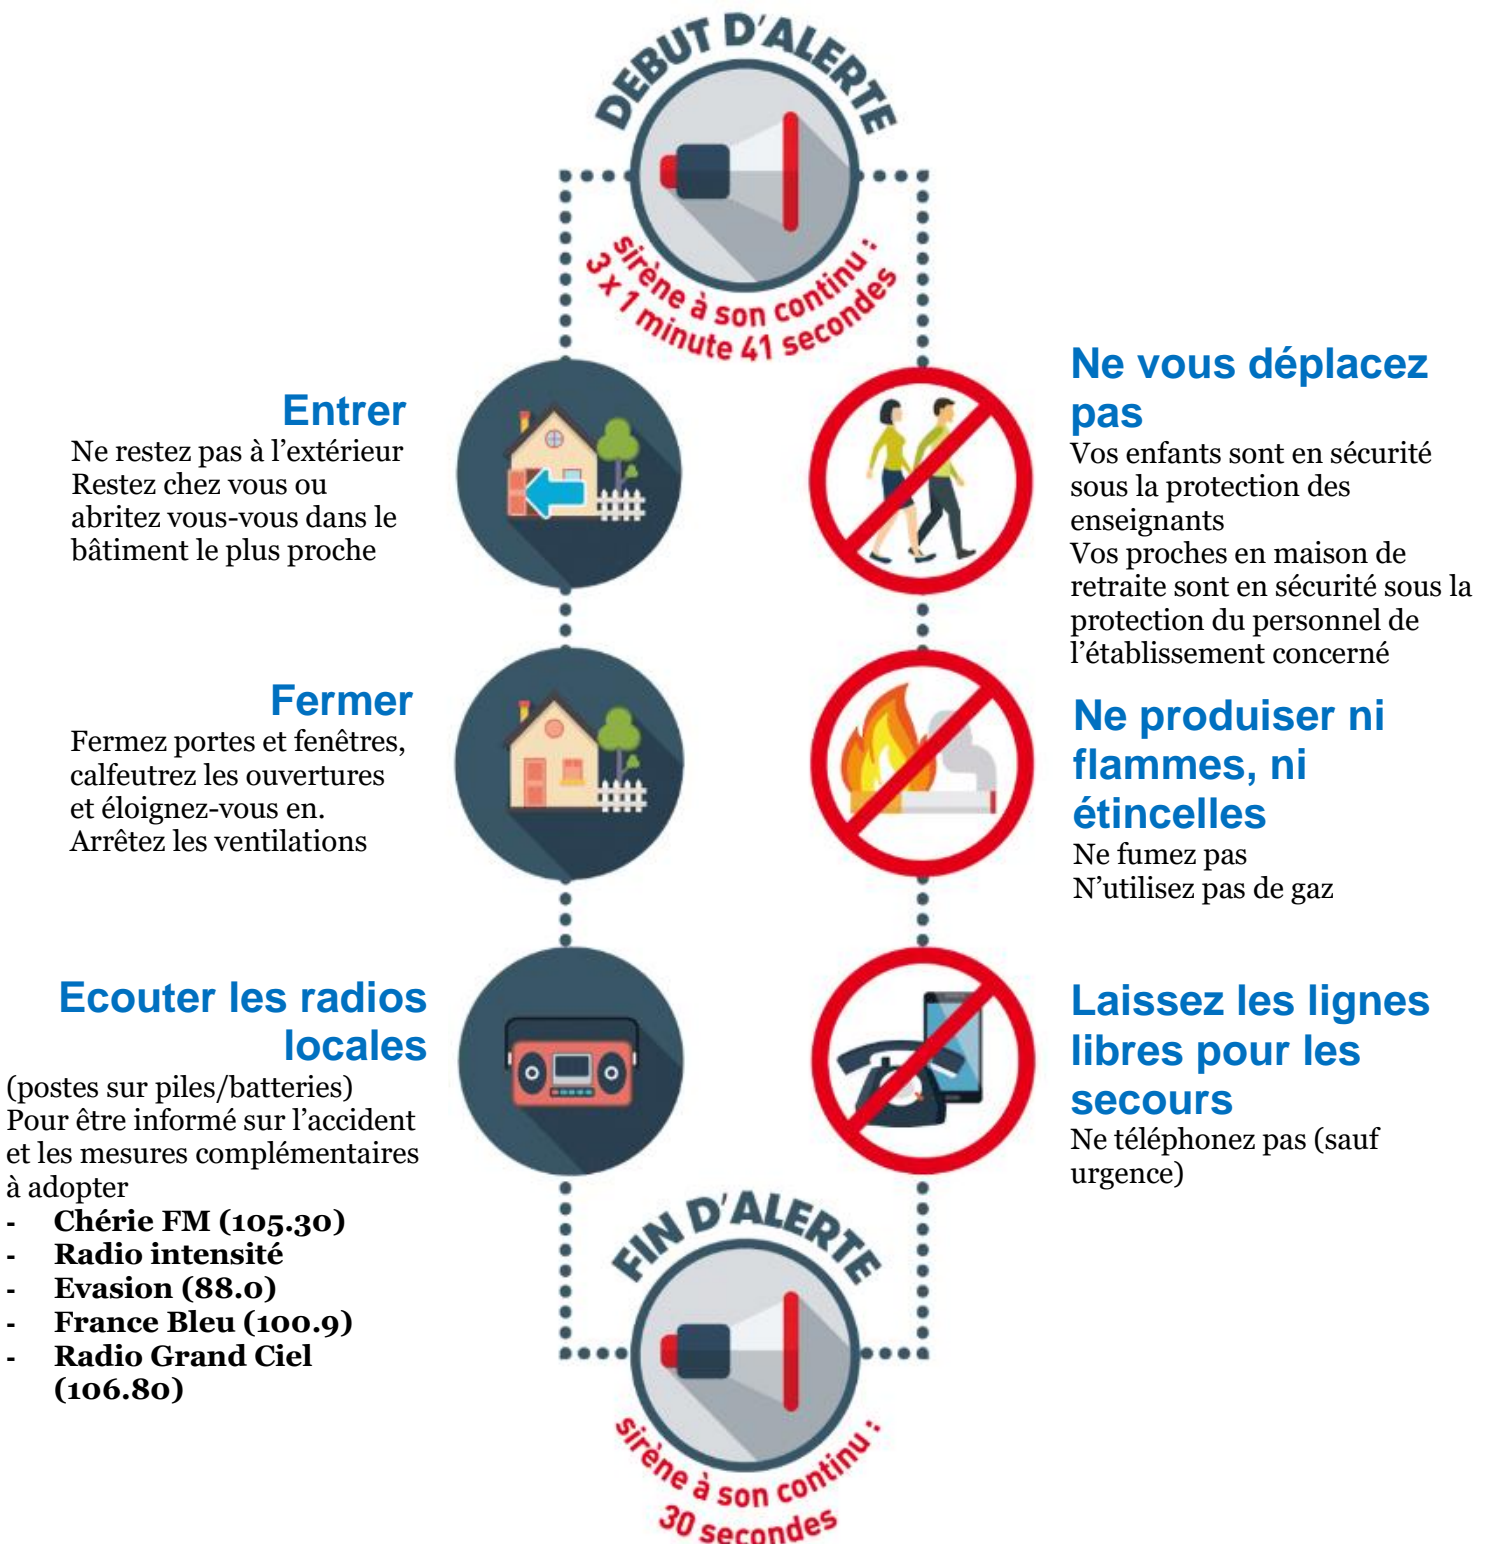 DEBUT D'ALERTE
sirène à son continu :
3 x 1 minute 41 secondes
Entrer
Ne restez pas à l’extérieur
Restez chez vous ou
abritez vous-vous dans le
bâtiment le plus proche
Ne vous déplacez
pas
Vos enfants sont en sécurité
sous la protection des
enseignants
Vos proches en maison de
retraite sont en sécurité sous la
protection du personnel de
l’établissement concerné
Fermer
Fermez portes et fenêtres,
calfeutrez les ouvertures
et éloignez-vous en.
Arrêtez les ventilations
Ne produiser ni
flammes, ni
étincelles
Ne fumez pas
N’utilisez pas de gaz
Ecouter les radios
locales
(postes sur piles/batteries)
Pour être informé sur l’accident
et les mesures complémentaires
à adopter
- Chérie FM (105.30)
- Radio intensité
- Evasion (88.0)
- France Bleu (100.9)
- Radio Grand Ciel
(106.80)
Laissez les lignes
libres pour les
secours
Ne téléphonez pas (sauf
urgence)
FIN D'ALERTE
sirène à son continu :
30 secondes